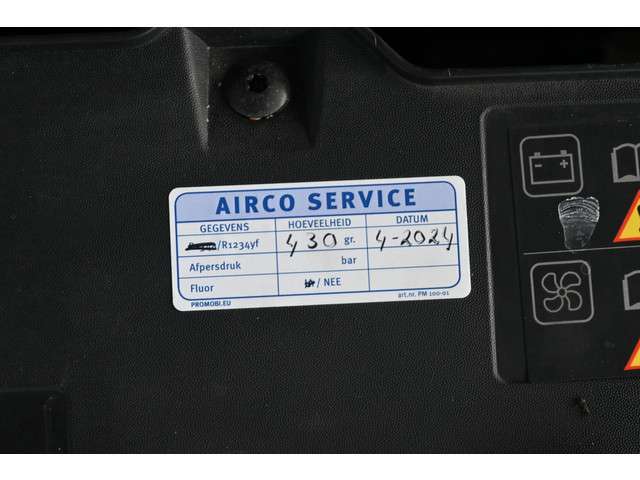 AIRCO SERVICE
GEGEVENS HOEVEELHEID DATUM
/R1234yf 430 gr. 4-2024
Afpersdruk bar
Fluor / NEE
PROMOBI.EU art.nr. PM 100-01